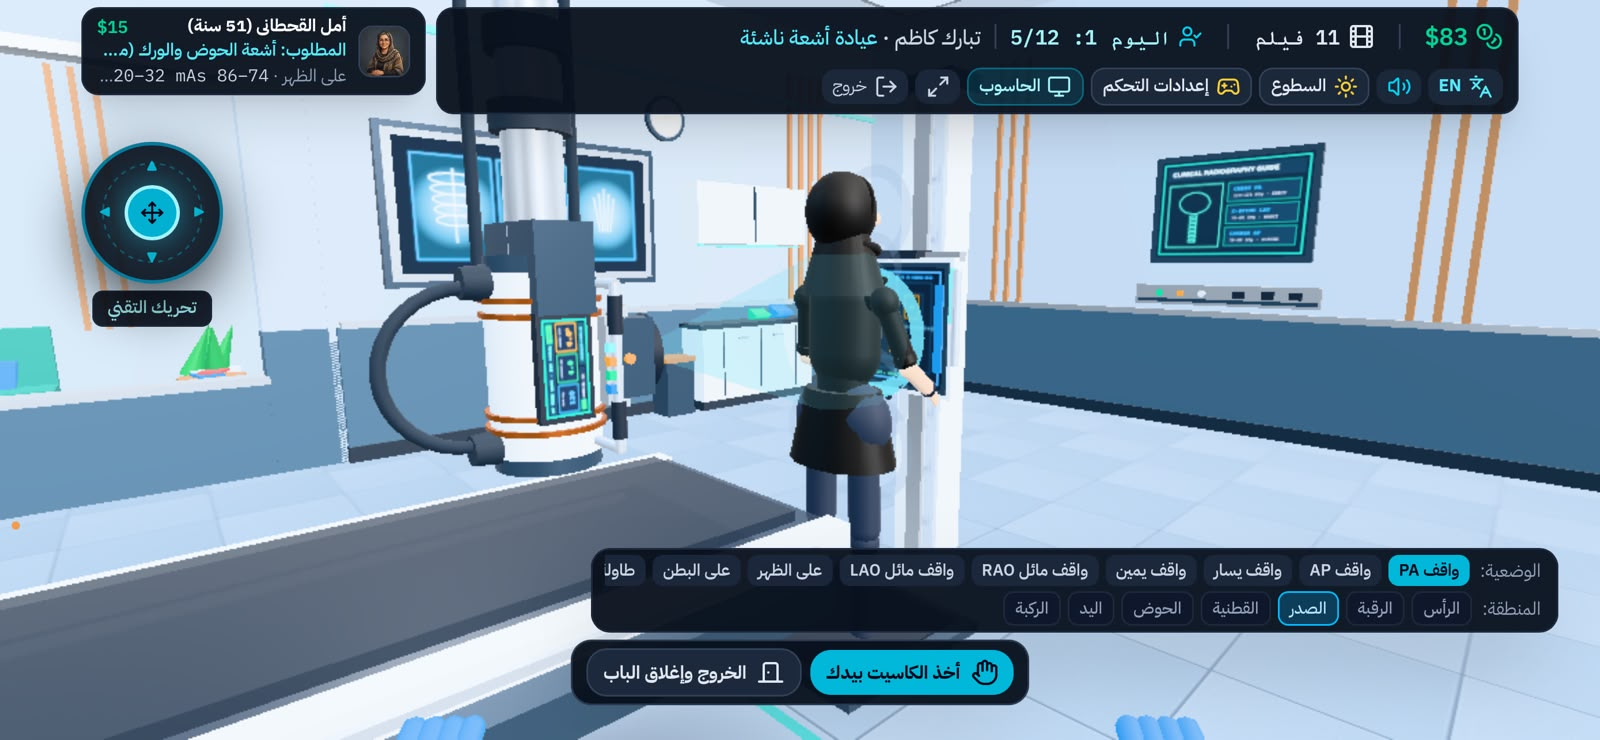 $83
11 فيلم
اليوم 1: 5/12
تبارك كاظم · عيادة أشعة ناشئة
EN
السطوع
إعدادات التحكم
الحاسوب
خروج
أمل القحطاني (51 سنة)
$15
المطلوب: أشعة الحوض والورك (م...
على الظهر · 74–86 mAs 20–32...
تحريك التقني
CLINICAL RADIOGRAPHY GUIDE
الوضعية: واقف PA واقف AP واقف يسار واقف يمين واقف مائل RAO واقف مائل LAO على الظهر على البطن
المنطقة: الرأس الرقبة الصدر القطنية الحوض اليد الركبة
أخذ الكاسيت بيدك
الخروج وإغلاق الباب